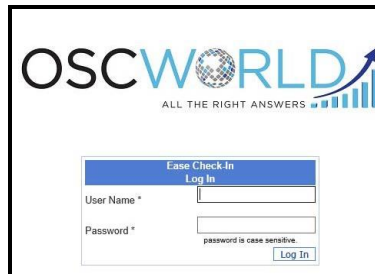 OSCWORLD
ALL THE RIGHT ANSWERS
Ease Check-In
Log In
User Name *
Password *
password is case sensitive.
Log In